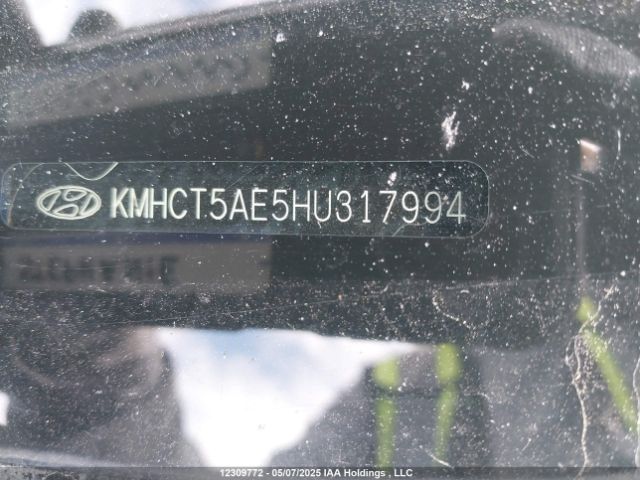 KMHCT5AE5HU317994
12309772 - 05/07/2025 IAA Holdings , LLC